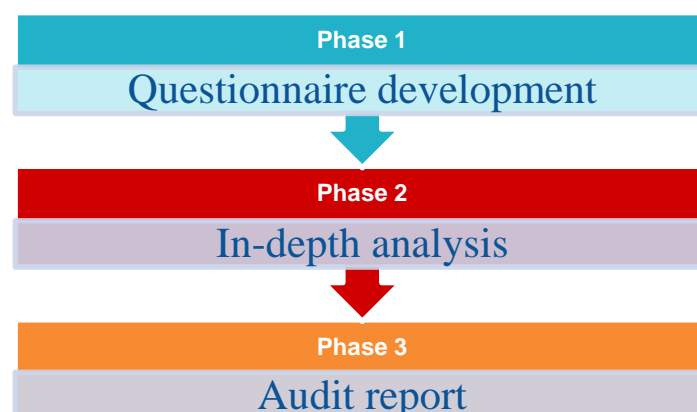 Phase 1
Questionnaire development
Phase 2
In-depth analysis
Phase 3
Audit report